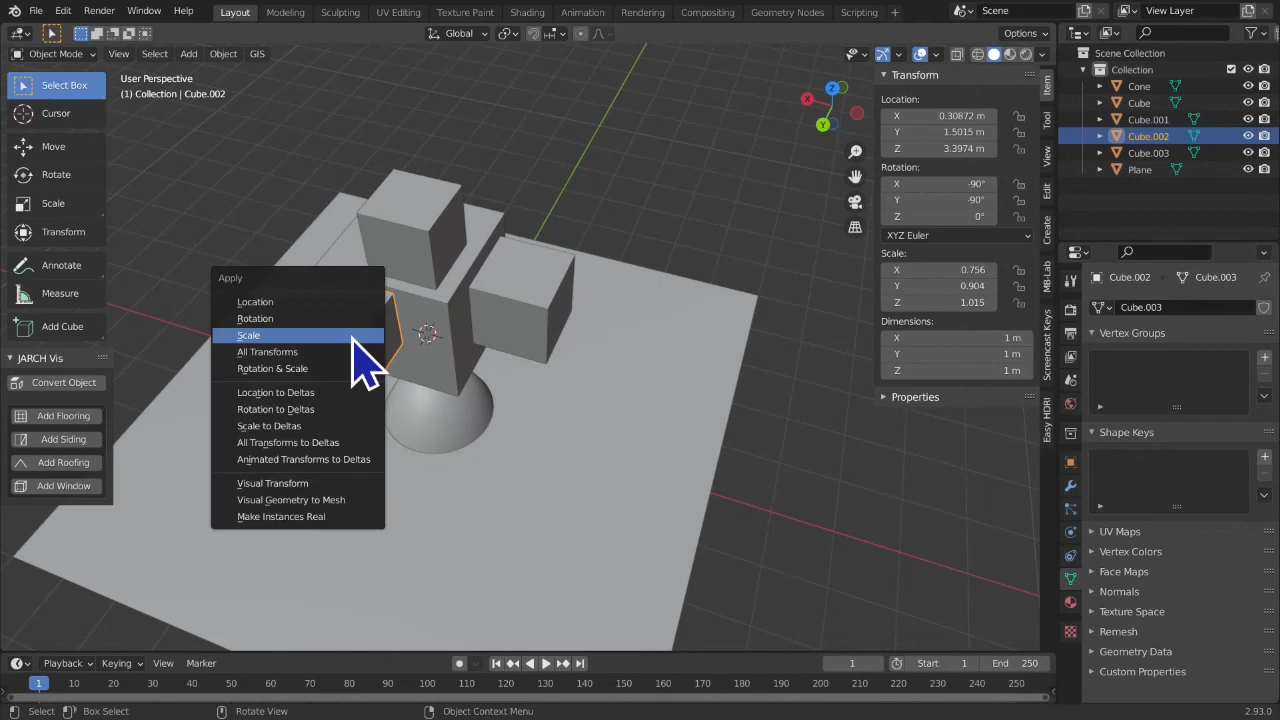 File Edit Render Window Help Layout Modeling Sculpting UV Editing Texture Paint Shading Animation Rendering Compositing Geometry Nodes Scripting + Scene View Layer
Global Options
Object Mode View Select Add Object GIS
User Perspective
(1) Collection | Cube.002
Select Box
Cursor
Move
Rotate
Scale
Transform
Annotate
Measure
Add Cube
JARCH Vis
Convert Object
Add Flooring
Add Siding
Add Roofing
Add Window
Apply
Location
Rotation
Scale
All Transforms
Rotation & Scale
Location to Deltas
Rotation to Deltas
Scale to Deltas
All Transforms to Deltas
Animated Transforms to Deltas
Visual Transform
Visual Geometry to Mesh
Make Instances Real
X
Y
Z
Transform
Location:
X 0.30872 m
Y 1.5015 m
Z 3.3974 m
Rotation:
X -90°
Y -90°
Z 0°
XYZ Euler
Scale:
X 0.756
Y 0.904
Z 1.015
Dimensions:
X 1 m
Y 1 m
Z 1 m
Properties
Item
Tool
View
Edit
Create
MB-Lab
Screencast Keys
Easy HDRI
Scene Collection
Collection
Cone
Cube
Cube.001
Cube.002
Cube.003
Plane
Cube.002 Cube.003
Cube.003
Vertex Groups
Shape Keys
UV Maps
Vertex Colors
Face Maps
Normals
Texture Space
Remesh
Geometry Data
Custom Properties
Playback Keying View Marker 1 Start 1 End 250
1 10 20 30 40 50 60 70 80 90 100 110 120 130 140 150 160 170 180 190 200 210 220 230 240 250
Select Box Select Rotate View Object Context Menu 2.93.0